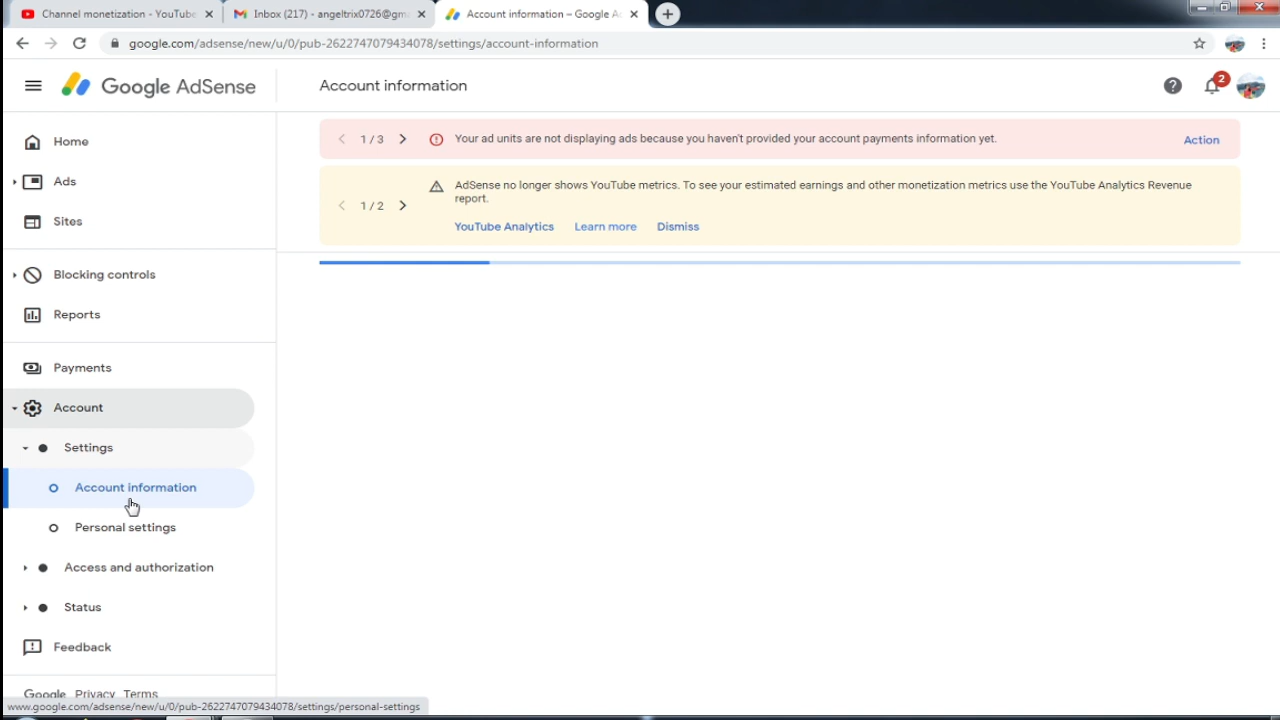 Channel monetization - YouTube
Inbox (217) - angeltrix0726@gm
Account information – Google Ad
google.com/adsense/new/u/0/pub-2622747079434078/settings/account-information
Google AdSense
Account information
2
Home
Ads
Sites
Blocking controls
Reports
Payments
Account
Settings
Account information
Personal settings
Access and authorization
Status
Feedback
Google Privacy Terms
1 / 3
Your ad units are not displaying ads because you haven't provided your account payments information yet.
Action
1 / 2
AdSense no longer shows YouTube metrics. To see your estimated earnings and other monetization metrics use the YouTube Analytics Revenue
report.
YouTube Analytics Learn more Dismiss
www.google.com/adsense/new/u/0/pub-2622747079434078/settings/personal-settings